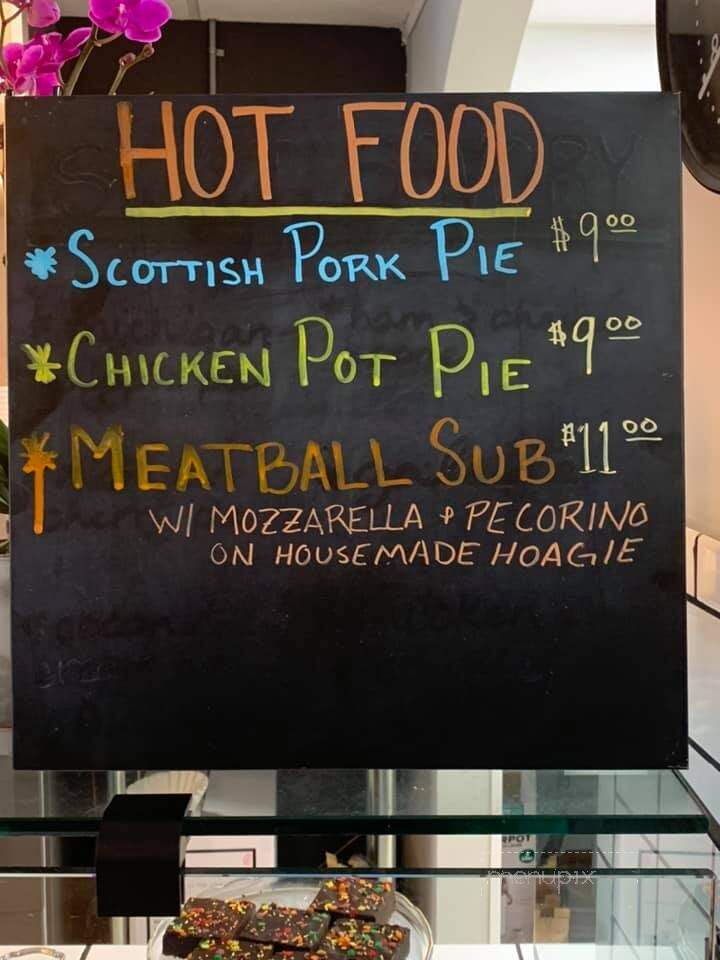 HOT FOOD
* SCOTTISH PORK PIE $9.00
* CHICKEN POT PIE $9.00
* MEATBALL SUB $11.00
W/ MOZZARELLA & PECORINO
ON HOUSEMADE HOAGIE
menupix